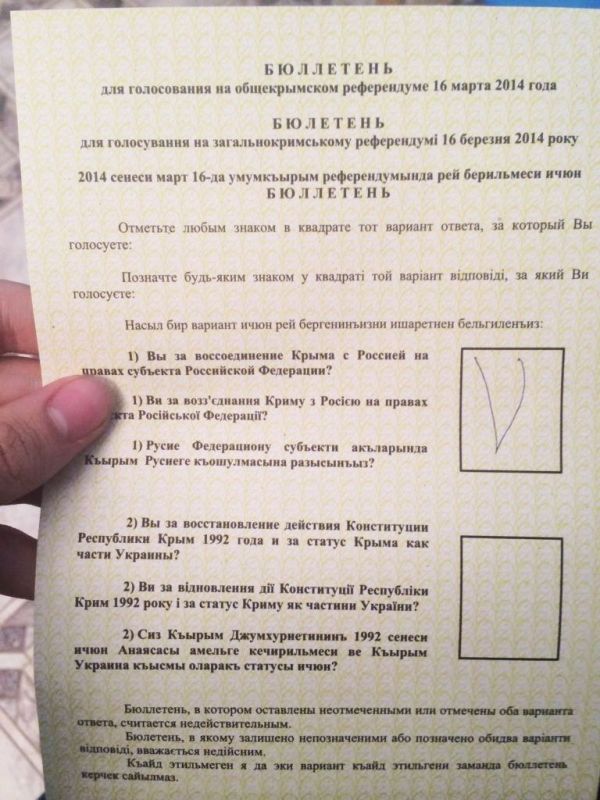 БЮЛЛЕТЕНЬ
для голосования на общекрымском референдуме 16 марта 2014 года
БЮЛЕТЕНЬ
для голосування на загальнокримському референдумі 16 березня 2014 року
2014 сенеси март 16-да умумкъырым референдумында рей берильмеси ичюн
БЮЛЛЕТЕНЬ
Отметьте любым знаком в квадрате тот вариант ответа, за который Вы
голосуете:
Позначте будь-яким знаком у квадраті той варіант відповіді, за який Ви
голосуєте:
Насыл бир вариант ичюн рей бергенинъизни ишаретнен бельгиленъиз:
1) Вы за воссоединение Крыма с Россией на
правах субъекта Российской Федерации?
1) Ви за возз'єднання Криму з Росією на правах
кта Російської Федерації?
1) Русие Федерациону субъекти акъларында
Къырым Руснеге къошулмасына разысынъыз?
2) Вы за восстановление действия Конституции
Республики Крым 1992 года и за статус Крыма как
части Украины?
2) Ви за відновлення дії Конституції Республіки
Крим 1992 року і за статус Криму як частини України?
2) Сиз Къырым Джумхуриетининъ 1992 сенеси
ичюн Анаясасы амельге кечирильмеси ве Къырым
Украина къысмы оларакъ статусы ичюн?
Бюллетень, в котором оставлены неотмеченными или отмечены оба варианта
ответа, считается недействительным.
Бюлетень, в якому залишено непозначеними або позначено обидва варіанти
відповіді, вважається недійсним.
Къайд этильмеген я да эки вариант къайд этильгени заманда бюллетень
керчек сайылмаз.